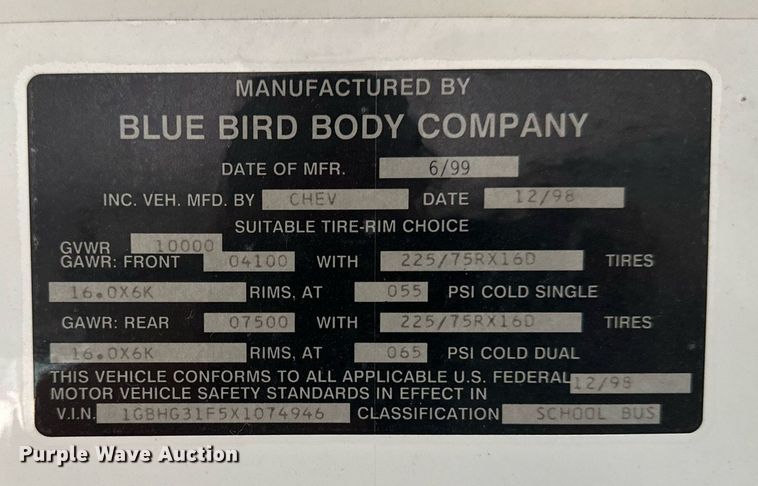 MANUFACTURED BY
BLUE BIRD BODY COMPANY
DATE OF MFR. 6/99
INC. VEH. MFD. BY CHEV DATE 12/98
SUITABLE TIRE-RIM CHOICE
GVWR 10000
GAWR: FRONT 04100 WITH 225/75RX16D TIRES
16.0X6K RIMS, AT 055 PSI COLD SINGLE
GAWR: REAR 07500 WITH 225/75RX16D TIRES
16.0X6K RIMS, AT 065 PSI COLD DUAL
THIS VEHICLE CONFORMS TO ALL APPLICABLE U.S. FEDERAL 12/98
MOTOR VEHICLE SAFETY STANDARDS IN EFFECT IN
V.I.N. 1GBHG31F5X1074946 CLASSIFICATION SCHOOL BUS
Purple Wave Auction
Purple Wave Auction